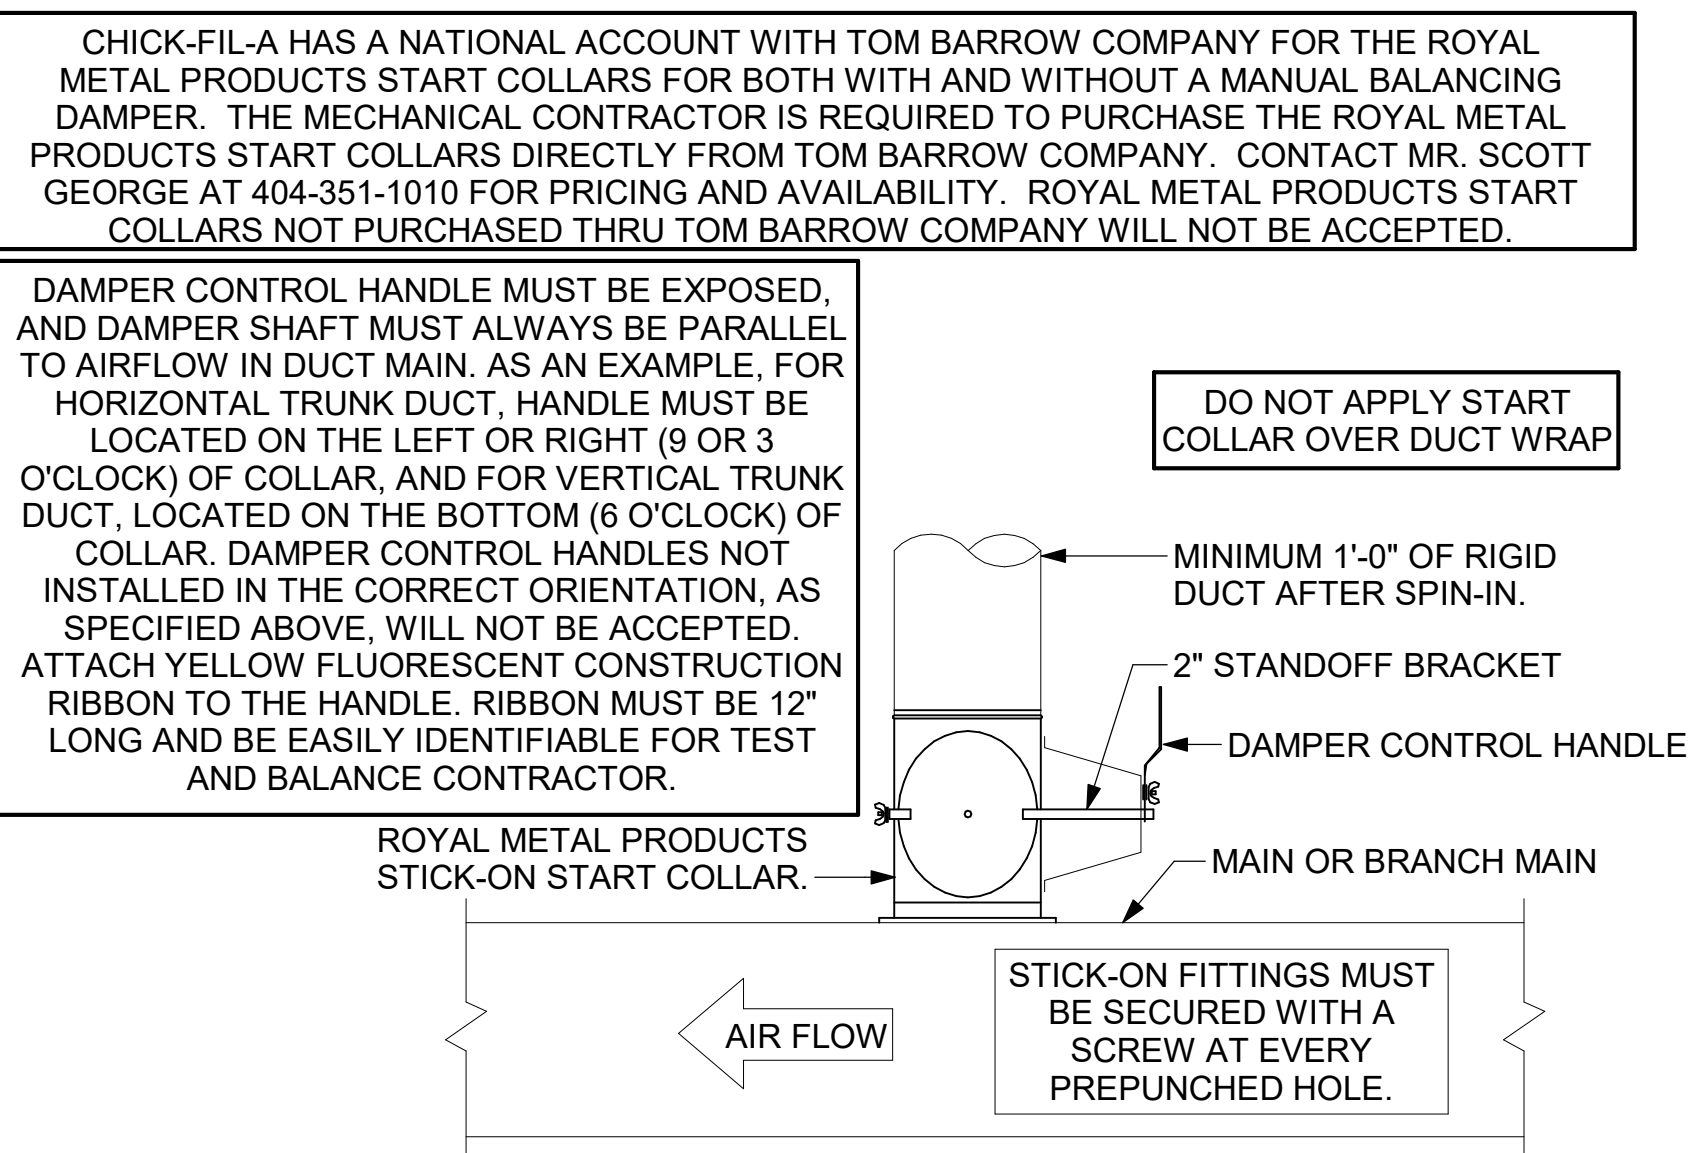 CHICK-FIL-A HAS A NATIONAL ACCOUNT WITH TOM BARROW COMPANY FOR THE ROYAL
METAL PRODUCTS START COLLARS FOR BOTH WITH AND WITHOUT A MANUAL BALANCING
DAMPER. THE MECHANICAL CONTRACTOR IS REQUIRED TO PURCHASE THE ROYAL METAL
PRODUCTS START COLLARS DIRECTLY FROM TOM BARROW COMPANY. CONTACT MR. SCOTT
GEORGE AT 404-351-1010 FOR PRICING AND AVAILABILITY. ROYAL METAL PRODUCTS START
COLLARS NOT PURCHASED THRU TOM BARROW COMPANY WILL NOT BE ACCEPTED.
DAMPER CONTROL HANDLE MUST BE EXPOSED,
AND DAMPER SHAFT MUST ALWAYS BE PARALLEL
TO AIRFLOW IN DUCT MAIN. AS AN EXAMPLE, FOR
HORIZONTAL TRUNK DUCT, HANDLE MUST BE
LOCATED ON THE LEFT OR RIGHT (9 OR 3
O'CLOCK) OF COLLAR, AND FOR VERTICAL TRUNK
DUCT, LOCATED ON THE BOTTOM (6 O'CLOCK) OF
COLLAR. DAMPER CONTROL HANDLES NOT
INSTALLED IN THE CORRECT ORIENTATION, AS
SPECIFIED ABOVE, WILL NOT BE ACCEPTED.
ATTACH YELLOW FLUORESCENT CONSTRUCTION
RIBBON TO THE HANDLE. RIBBON MUST BE 12"
LONG AND BE EASILY IDENTIFIABLE FOR TEST
AND BALANCE CONTRACTOR.
DO NOT APPLY START
COLLAR OVER DUCT WRAP
MINIMUM 1'-0" OF RIGID
DUCT AFTER SPIN-IN.
2" STANDOFF BRACKET
DAMPER CONTROL HANDLE
ROYAL METAL PRODUCTS
STICK-ON START COLLAR.
MAIN OR BRANCH MAIN
AIR FLOW
STICK-ON FITTINGS MUST
BE SECURED WITH A
SCREW AT EVERY
PREPUNCHED HOLE.